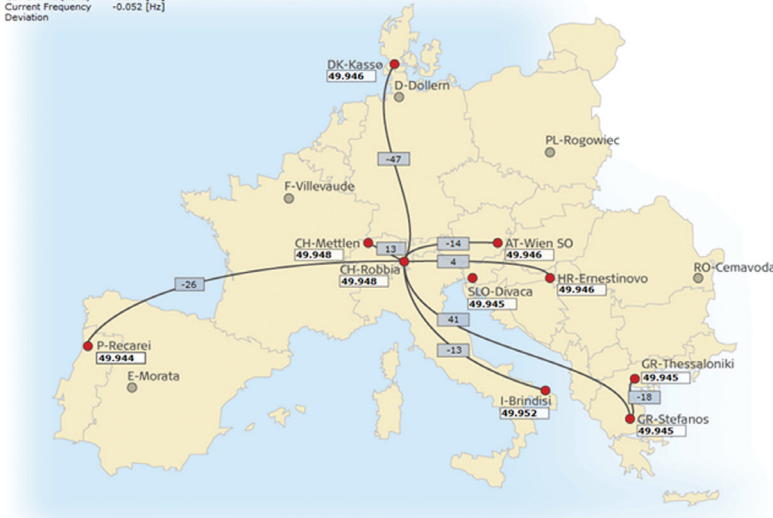 Current Frequency -0.052 [Hz]
Deviation
DK-Kassø
49.946
D-Dollern
PL-Rogowiec
-47
F-Villevaude
CH-Mettlen
49.948
13
-14
AT-Wien SO
49.946
CH-Robbia
49.948
4
HR-Ernestinovo
49.946
RO-Cernavoda
SLO-Divaca
49.945
-26
41
P-Recarei
49.944
-13
E-Morata
GR-Thessaloniki
49.945
-18
I-Brindisi
49.952
GR-Stefanos
49.945